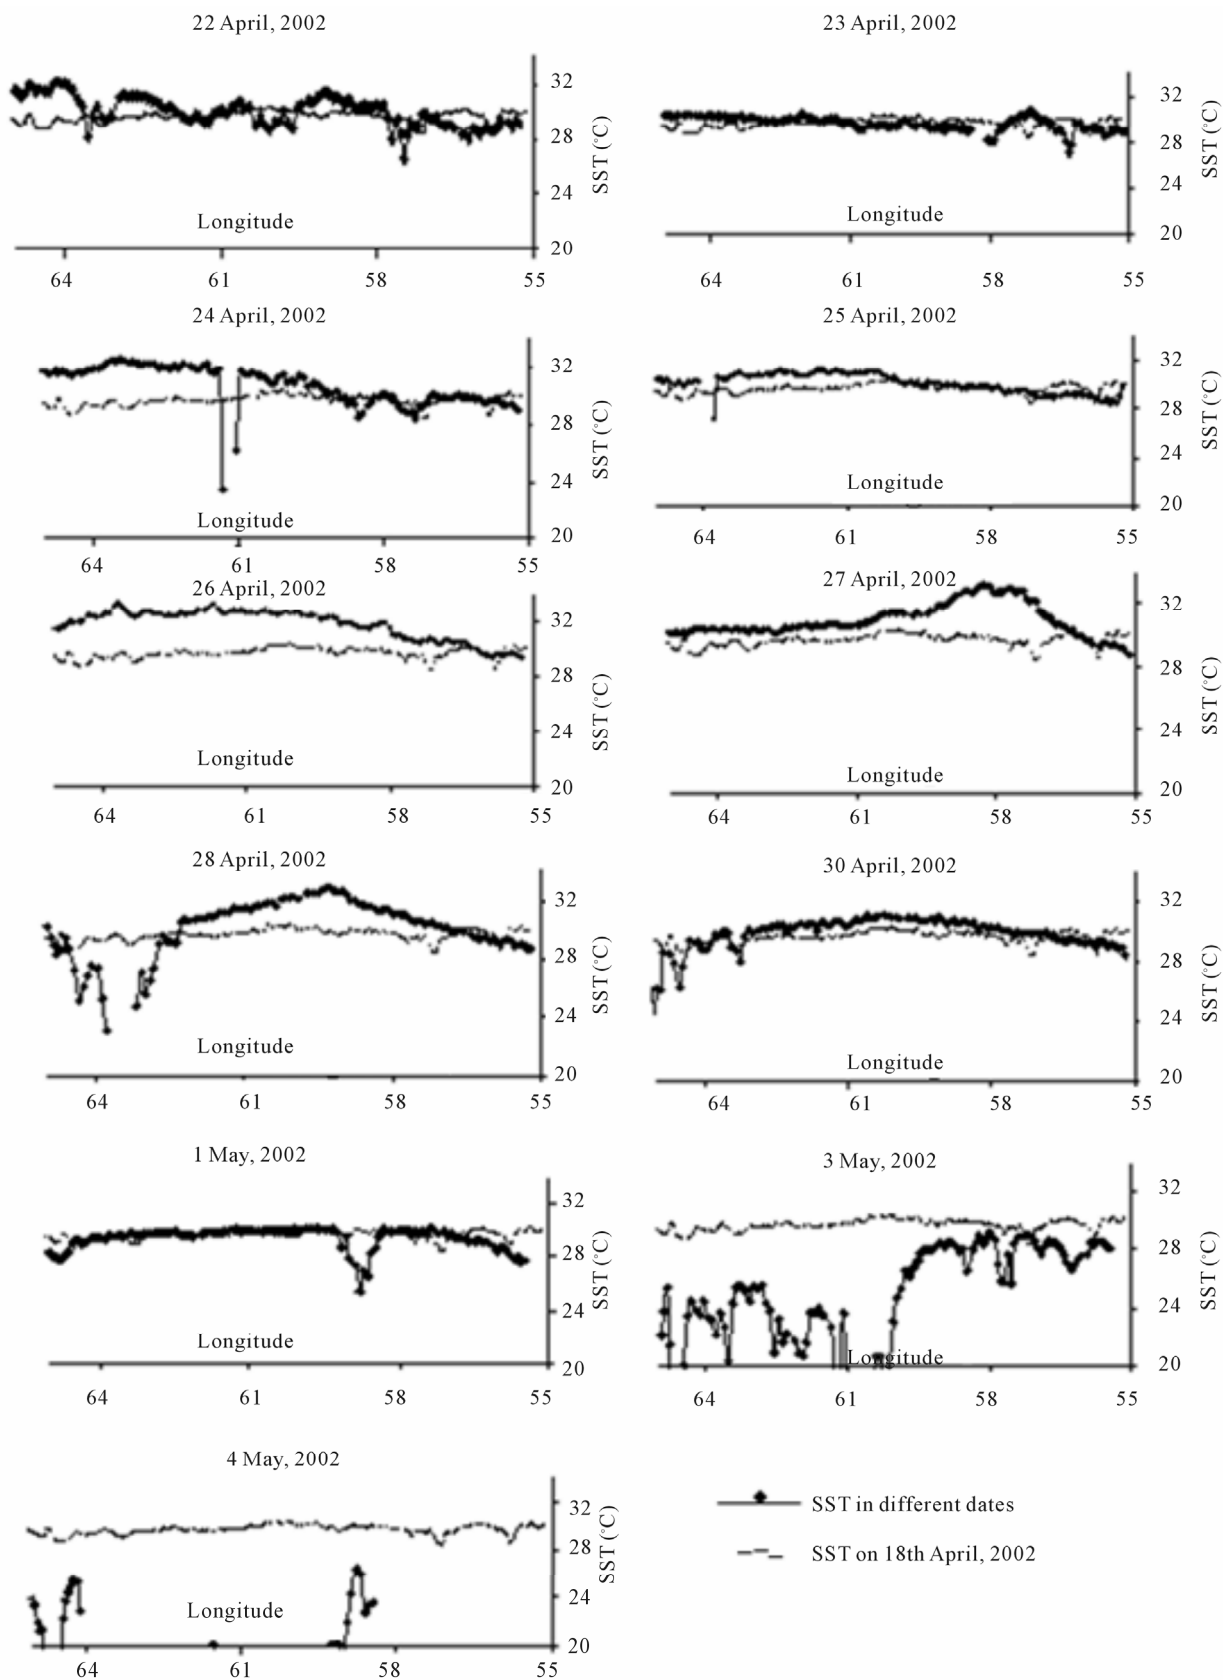 22 April, 2002
32
28
24
20
SST (°C)
Longitude
64 61 58 55
23 April, 2002
32
28
24
20
SST (°C)
Longitude
64 61 58 55
24 April, 2002
32
28
24
20
SST (°C)
Longitude
64 61 58 55
25 April, 2002
32
28
24
20
SST (°C)
Longitude
64 61 58 55
26 April, 2002
32
28
24
20
SST (°C)
Longitude
64 61 58 55
27 April, 2002
32
28
24
20
SST (°C)
Longitude
64 61 58 55
28 April, 2002
32
28
24
20
SST (°C)
Longitude
64 61 58 55
30 April, 2002
32
28
24
20
SST (°C)
Longitude
64 61 58 55
1 May, 2002
32
28
24
20
SST (°C)
Longitude
64 61 58 55
3 May, 2002
32
28
24
20
SST (°C)
Longitude
64 61 58 55
4 May, 2002
32
28
24
20
SST (°C)
Longitude
64 61 58 55
SST in different dates
SST on 18th April, 2002